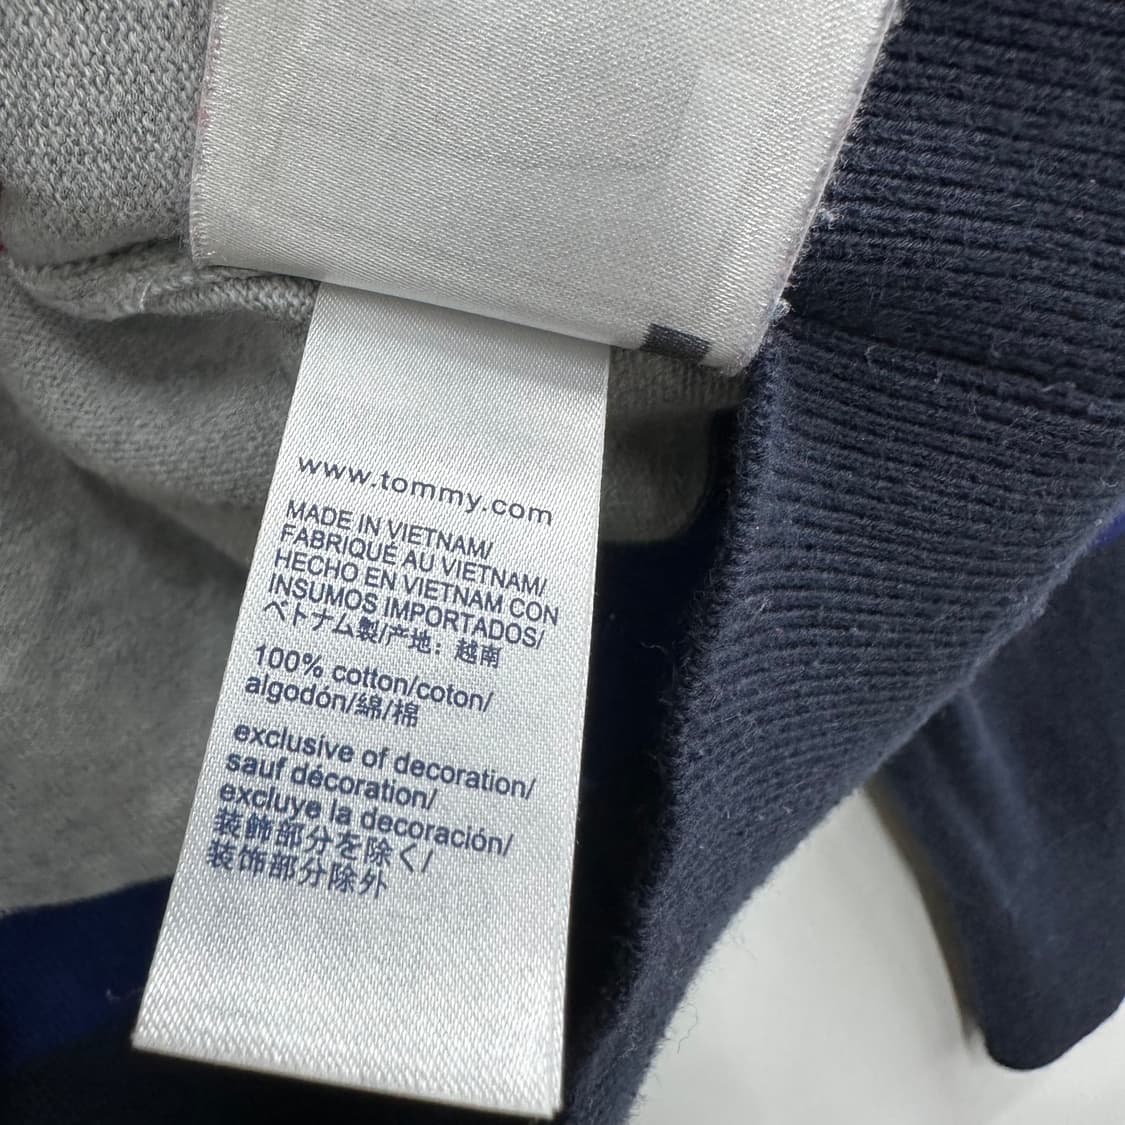 www.tommy.com
MADE IN VIETNAM/
FABRIQUÉ AU VIETNAM/
HECHO EN VIETNAM CON
INSUMOS IMPORTADOS/
ベトナム製/产地：越南
100% cotton/coton/
algodón/綿/棉
exclusive of decoration/
sauf décoration/
excluye la decoración/
装飾部分を除く/
装饰部分除外